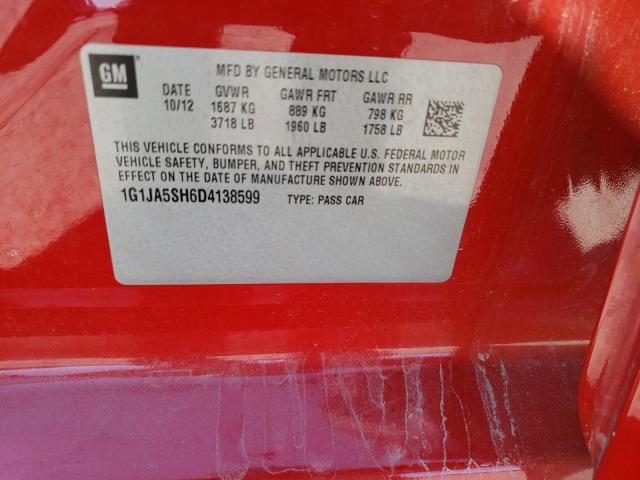 GM
MFD BY GENERAL MOTORS LLC
DATE GVWR GAWR FRT GAWR RR
10/12 1687 KG 889 KG 798 KG
3718 LB 1960 LB 1758 LB
THIS VEHICLE CONFORMS TO ALL APPLICABLE U.S. FEDERAL MOTOR
VEHICLE SAFETY, BUMPER, AND THEFT PREVENTION STANDARDS IN
EFFECT ON THE DATE OF MANUFACTURE SHOWN ABOVE.
1G1JA5SH6D4138599 TYPE: PASS CAR